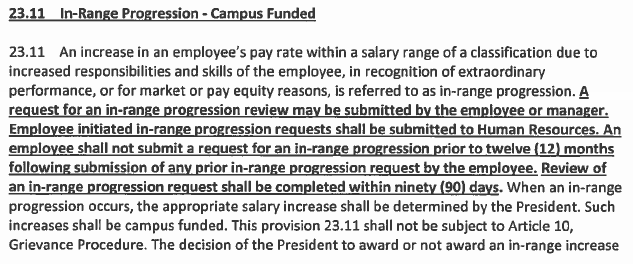 23.11 In-Range Progression - Campus Funded
23.11 An increase in an employee's pay rate within a salary range of a classification due to
increased responsibilities and skills of the employee, in recognition of extraordinary
performance, or for market or pay equity reasons, is referred to as in-range progression. A
request for an in-range progression review may be submitted by the employee or manager.
Employee initiated in-range progression requests shall be submitted to Human Resources. An
employee shall not submit a request for an in-range progression prior to twelve (12) months
following submission of any prior in-range progression request by the employee. Review of
an in-range progression request shall be completed within ninety (90) days. When an in-range
progression occurs, the appropriate salary increase shall be determined by the President. Such
increases shall be campus funded. This provision 23.11 shall not be subject to Article 10,
Grievance Procedure. The decision of the President to award or not award an in-range increase